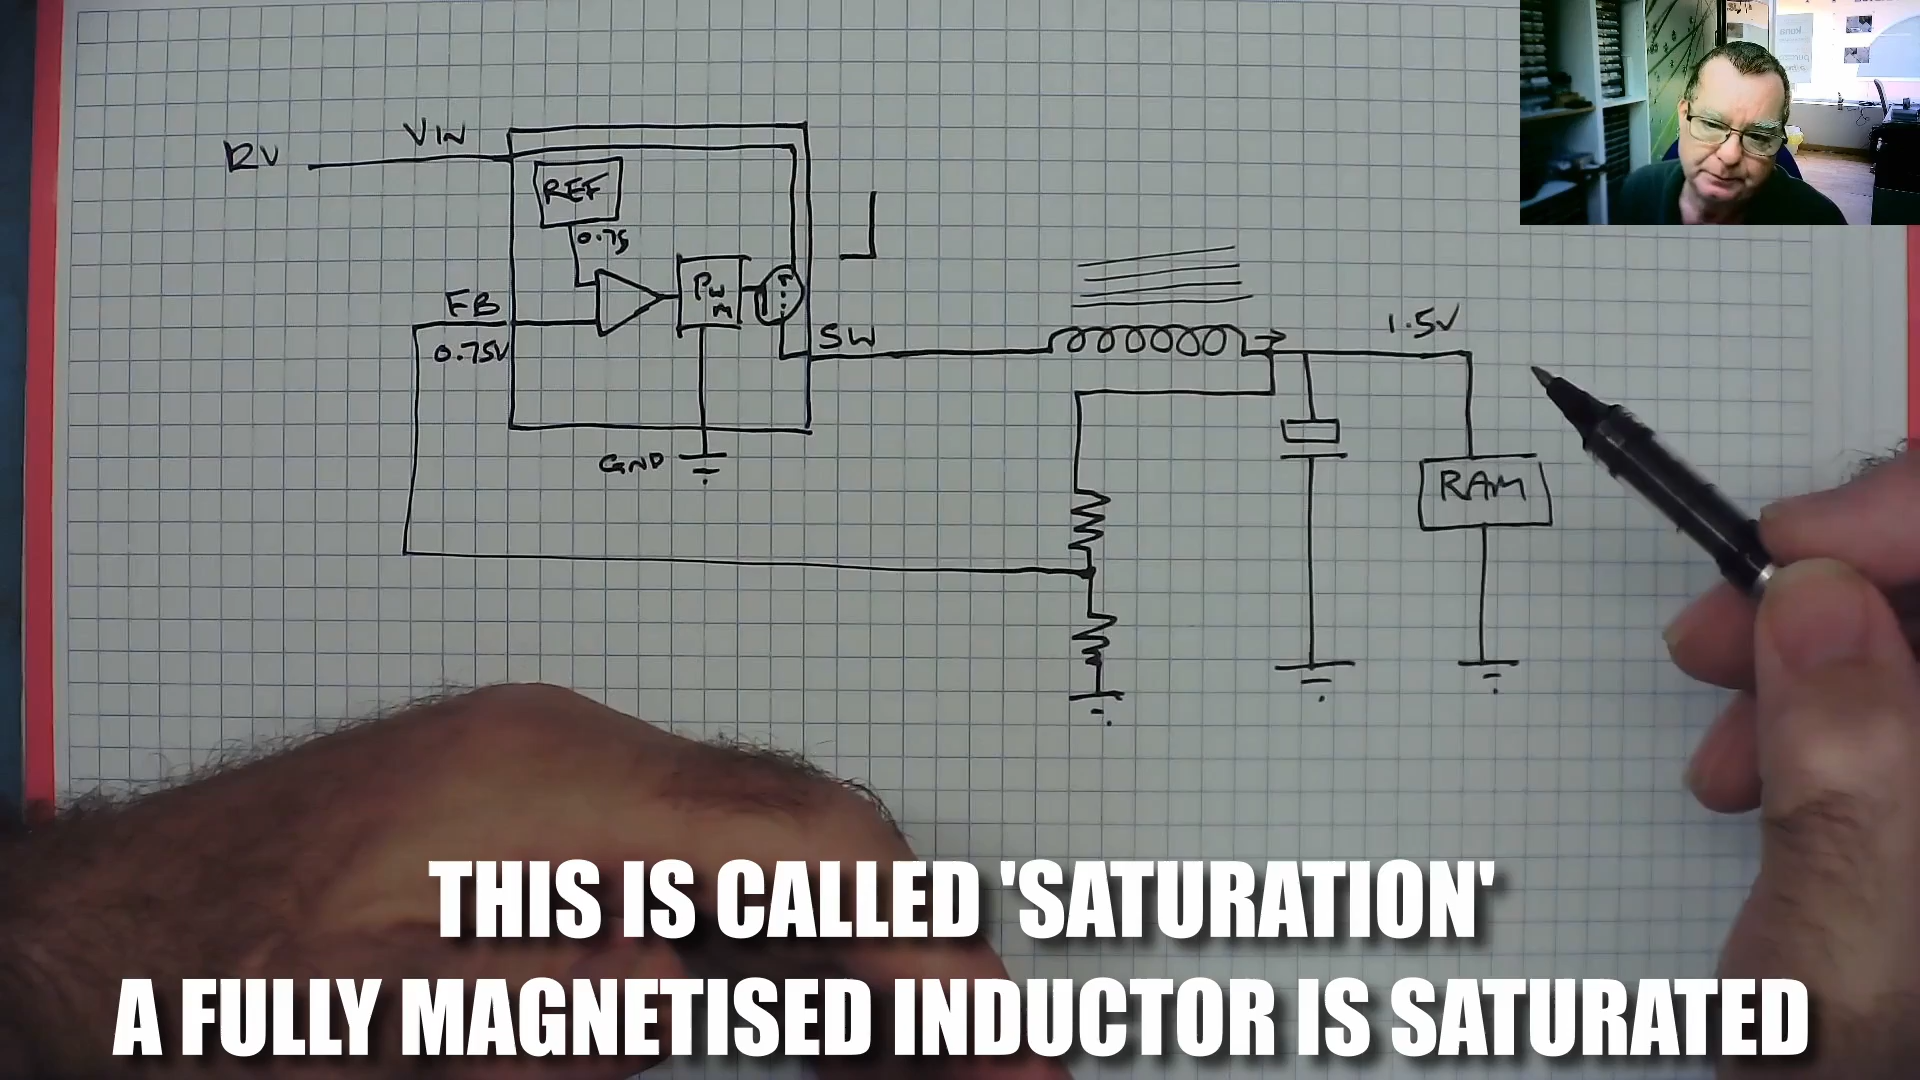 VIN
12V
REF
0.75
PWM
FB
0.75V
SW
1.5V
GND
RAM
THIS IS CALLED 'SATURATION'
A FULLY MAGNETISED INDUCTOR IS SATURATED